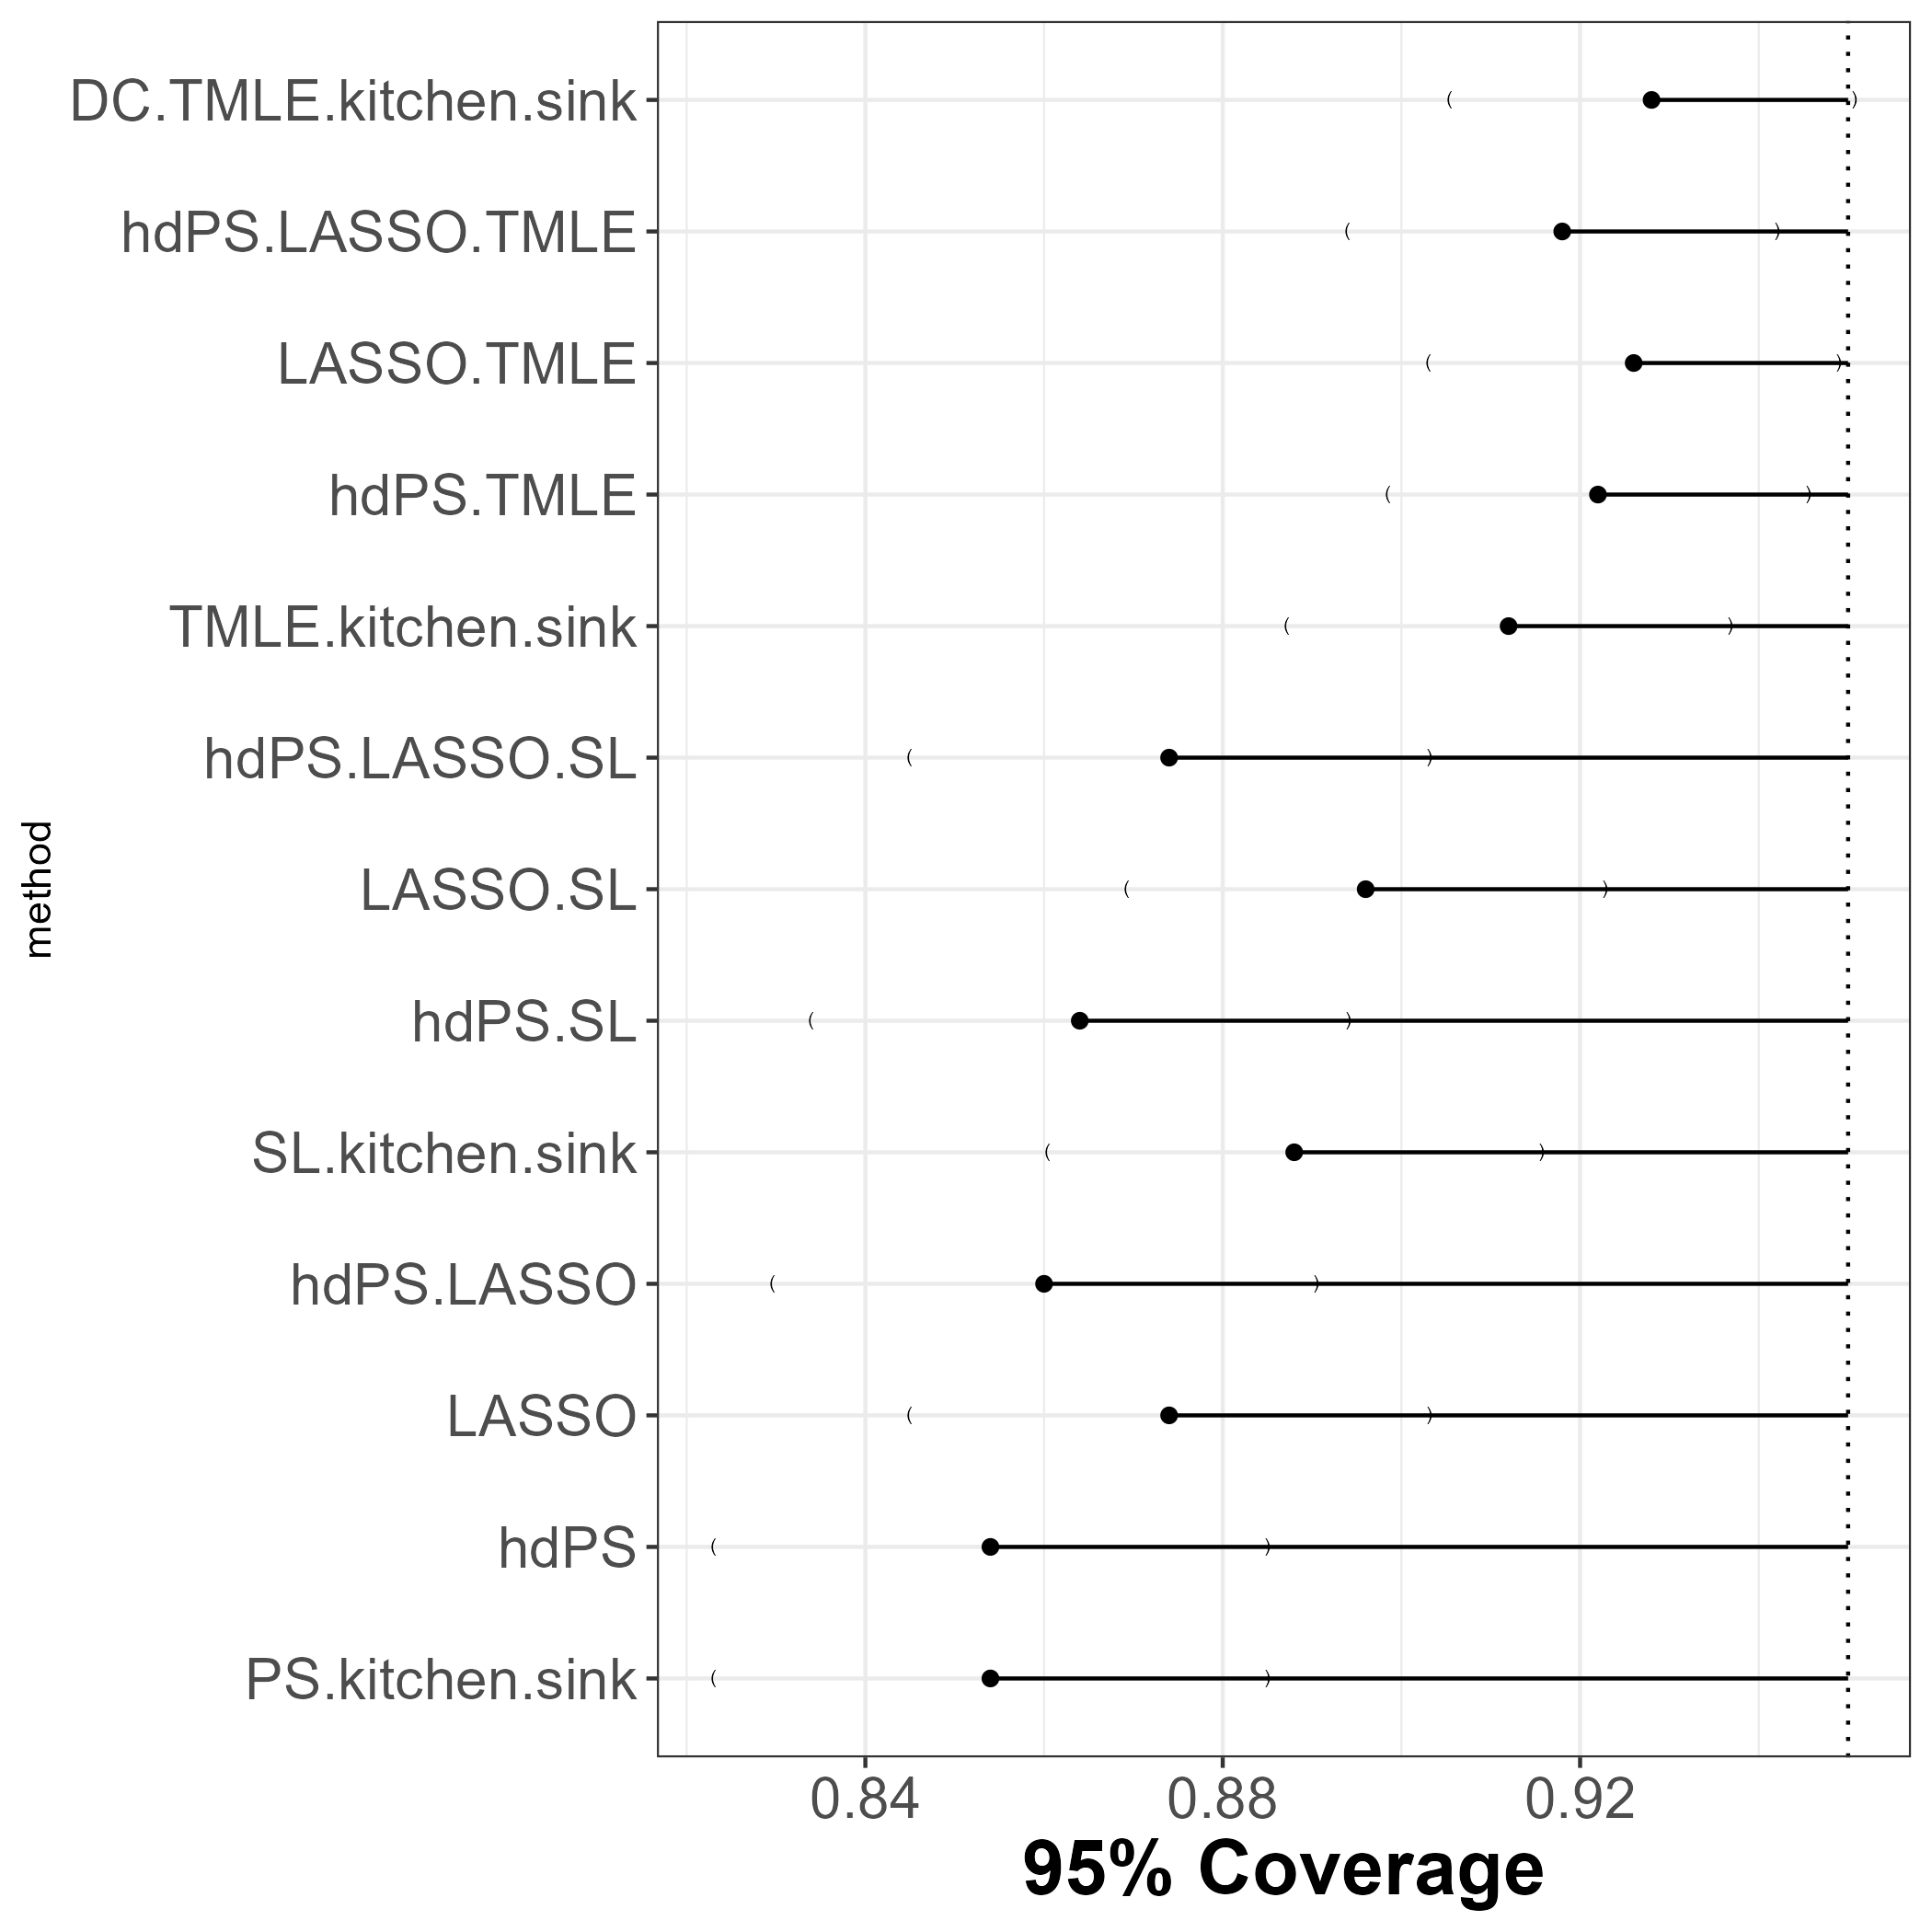 DC.TMLE.kitchen.sink
hdPS.LASSO.TMLE
LASSO.TMLE
hdPS.TMLE
TMLE.kitchen.sink
hdPS.LASSO.SL
LASSO.SL
hdPS.SL
SL.kitchen.sink
hdPS.LASSO
LASSO
hdPS
PS.kitchen.sink
method
0.84 0.88 0.92
95% Coverage